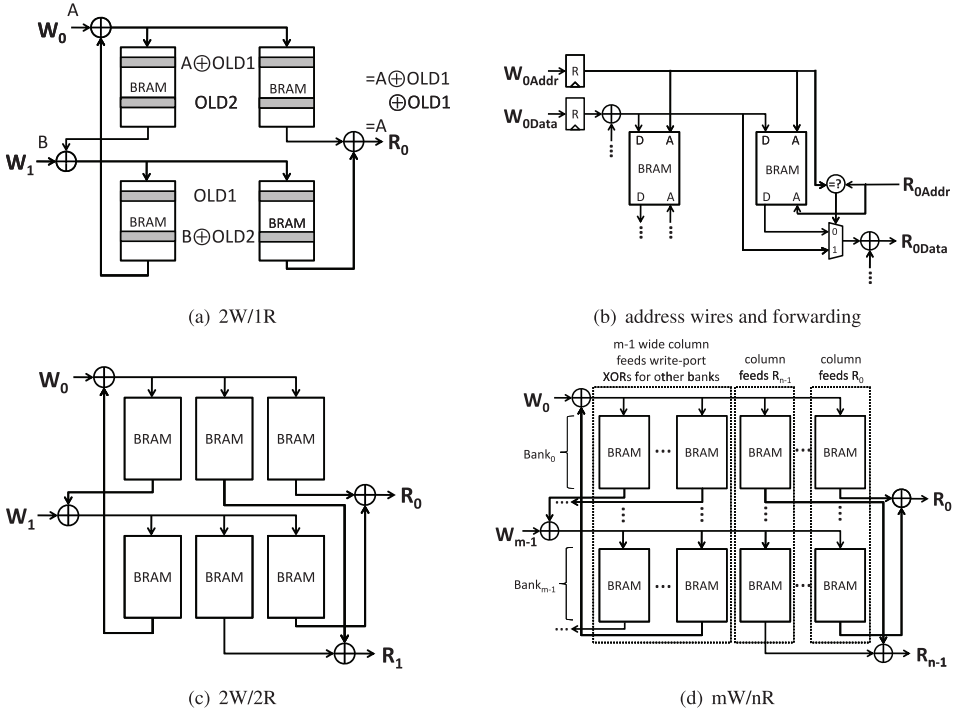 A
W0
A⊕OLD1
BRAM
OLD2
BRAM
=A⊕OLD1
⊕OLD1
=A
R0
B
W1
OLD1
BRAM
B⊕OLD2
BRAM
(a) 2W/1R
W0Addr
R
W0Data
R
D A
BRAM
D A
D A
BRAM
D A
=?
R0Addr
0
1
R0Data
(b) address wires and forwarding
W0
BRAM
BRAM
BRAM
R0
W1
BRAM
BRAM
BRAM
R1
(c) 2W/2R
m-1 wide column
feeds write-port
XORs for other banks
column
feeds Rn-1
column
feeds R0
W0
Bank0
BRAM
BRAM
BRAM
BRAM
R0
Wm-1
Bankm-1
BRAM
BRAM
BRAM
BRAM
Rn-1
(d) mW/nR